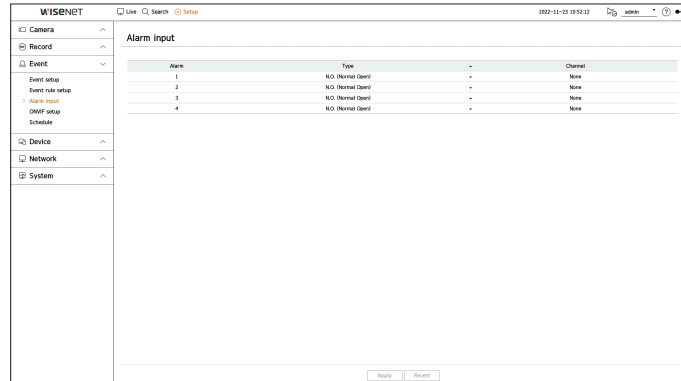 WISENET
Live Search Setup
2022-11-23 10:52:12
admin
Camera
Record
Event
Event setup
Event rule setup
Alarm input
ONVIF setup
Schedule
Device
Network
System
Alarm input
Alarm Type Channel
1 N.O. (Normal Open) None
2 N.O. (Normal Open) None
3 N.O. (Normal Open) None
4 N.O. (Normal Open) None
Apply Revert